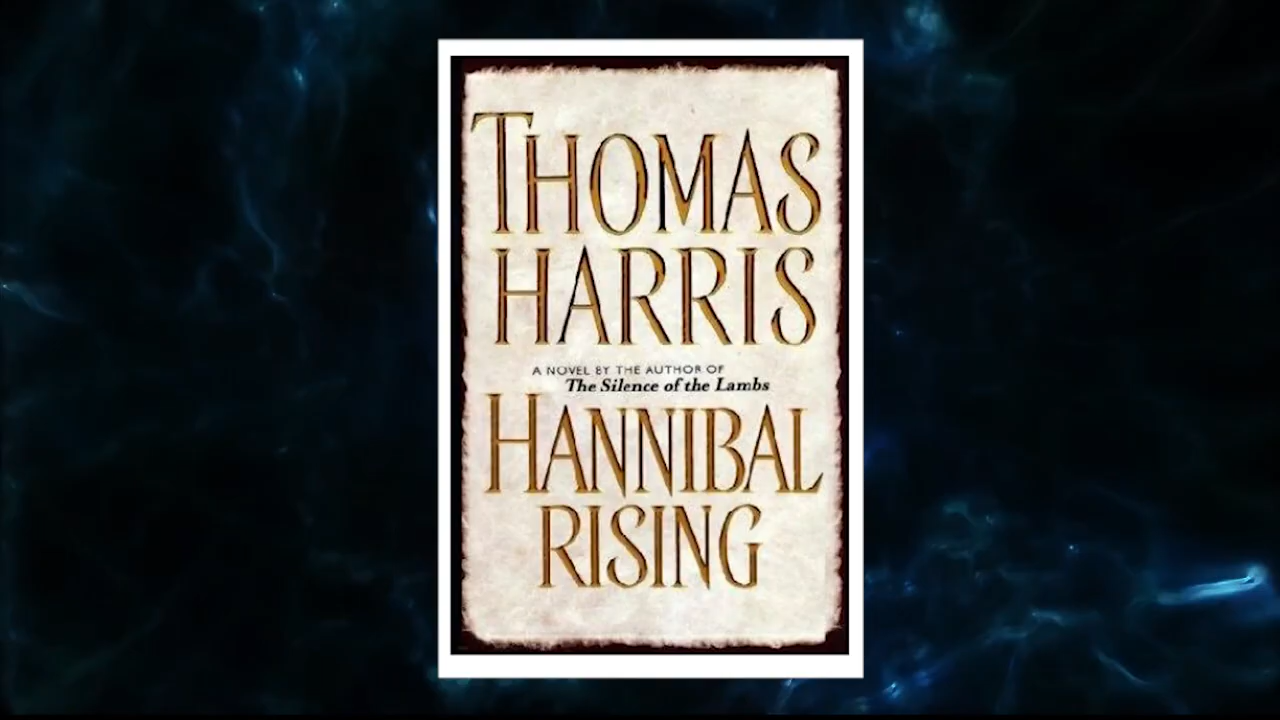 THOMAS
HARRIS
A NOVEL BY THE AUTHOR OF
The Silence of the Lambs
HANNIBAL
RISING